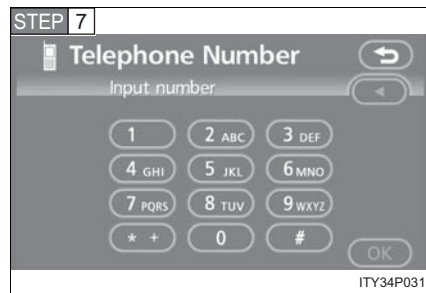 STEP 7
Telephone Number
Input number
1 2 ABC 3 DEF
4 GHI 5 JKL 6 MNO
7 PQRS 8 TUV 9 WXYZ
* + 0 #
OK
ITY34P031